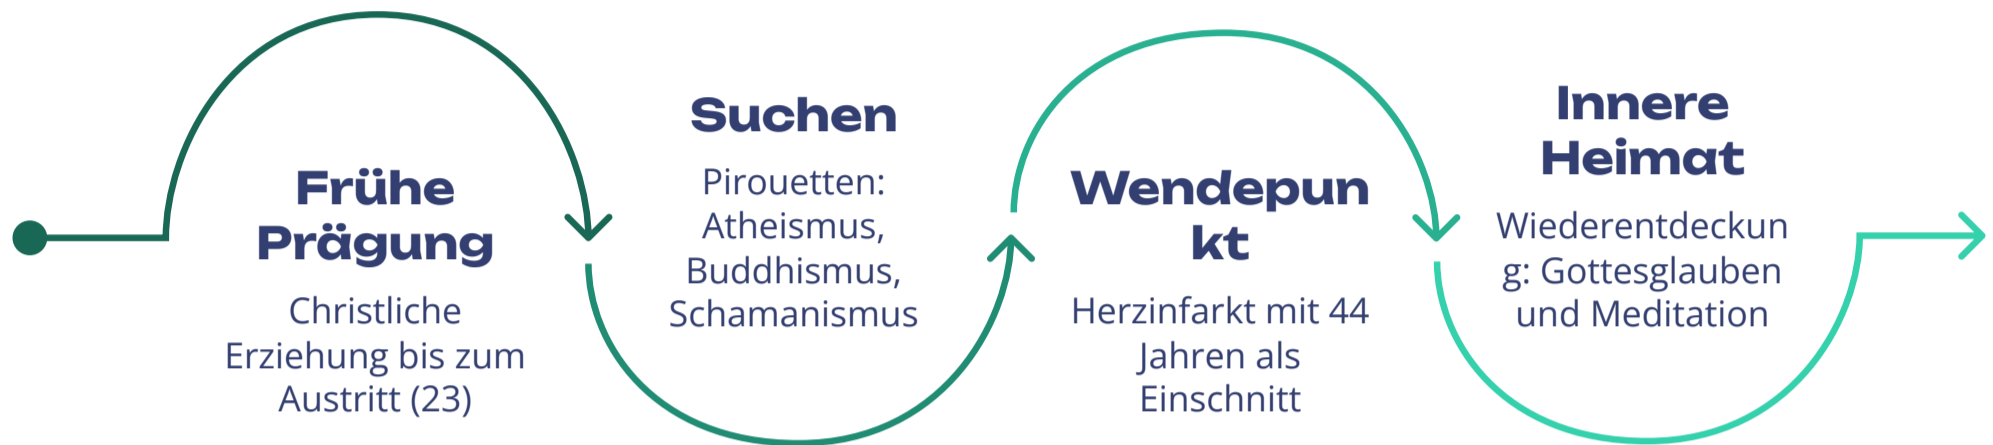 Frühe
Prägung
Christliche
Erziehung bis zum
Austritt (23)
Suchen
Pirouetten:
Atheismus,
Buddhismus,
Schamanismus
Wendepun
kt
Herzinfarkt mit 44
Jahren als
Einschnitt
Innere
Heimat
Wiederentdeckun
g: Gottesglauben
und Meditation